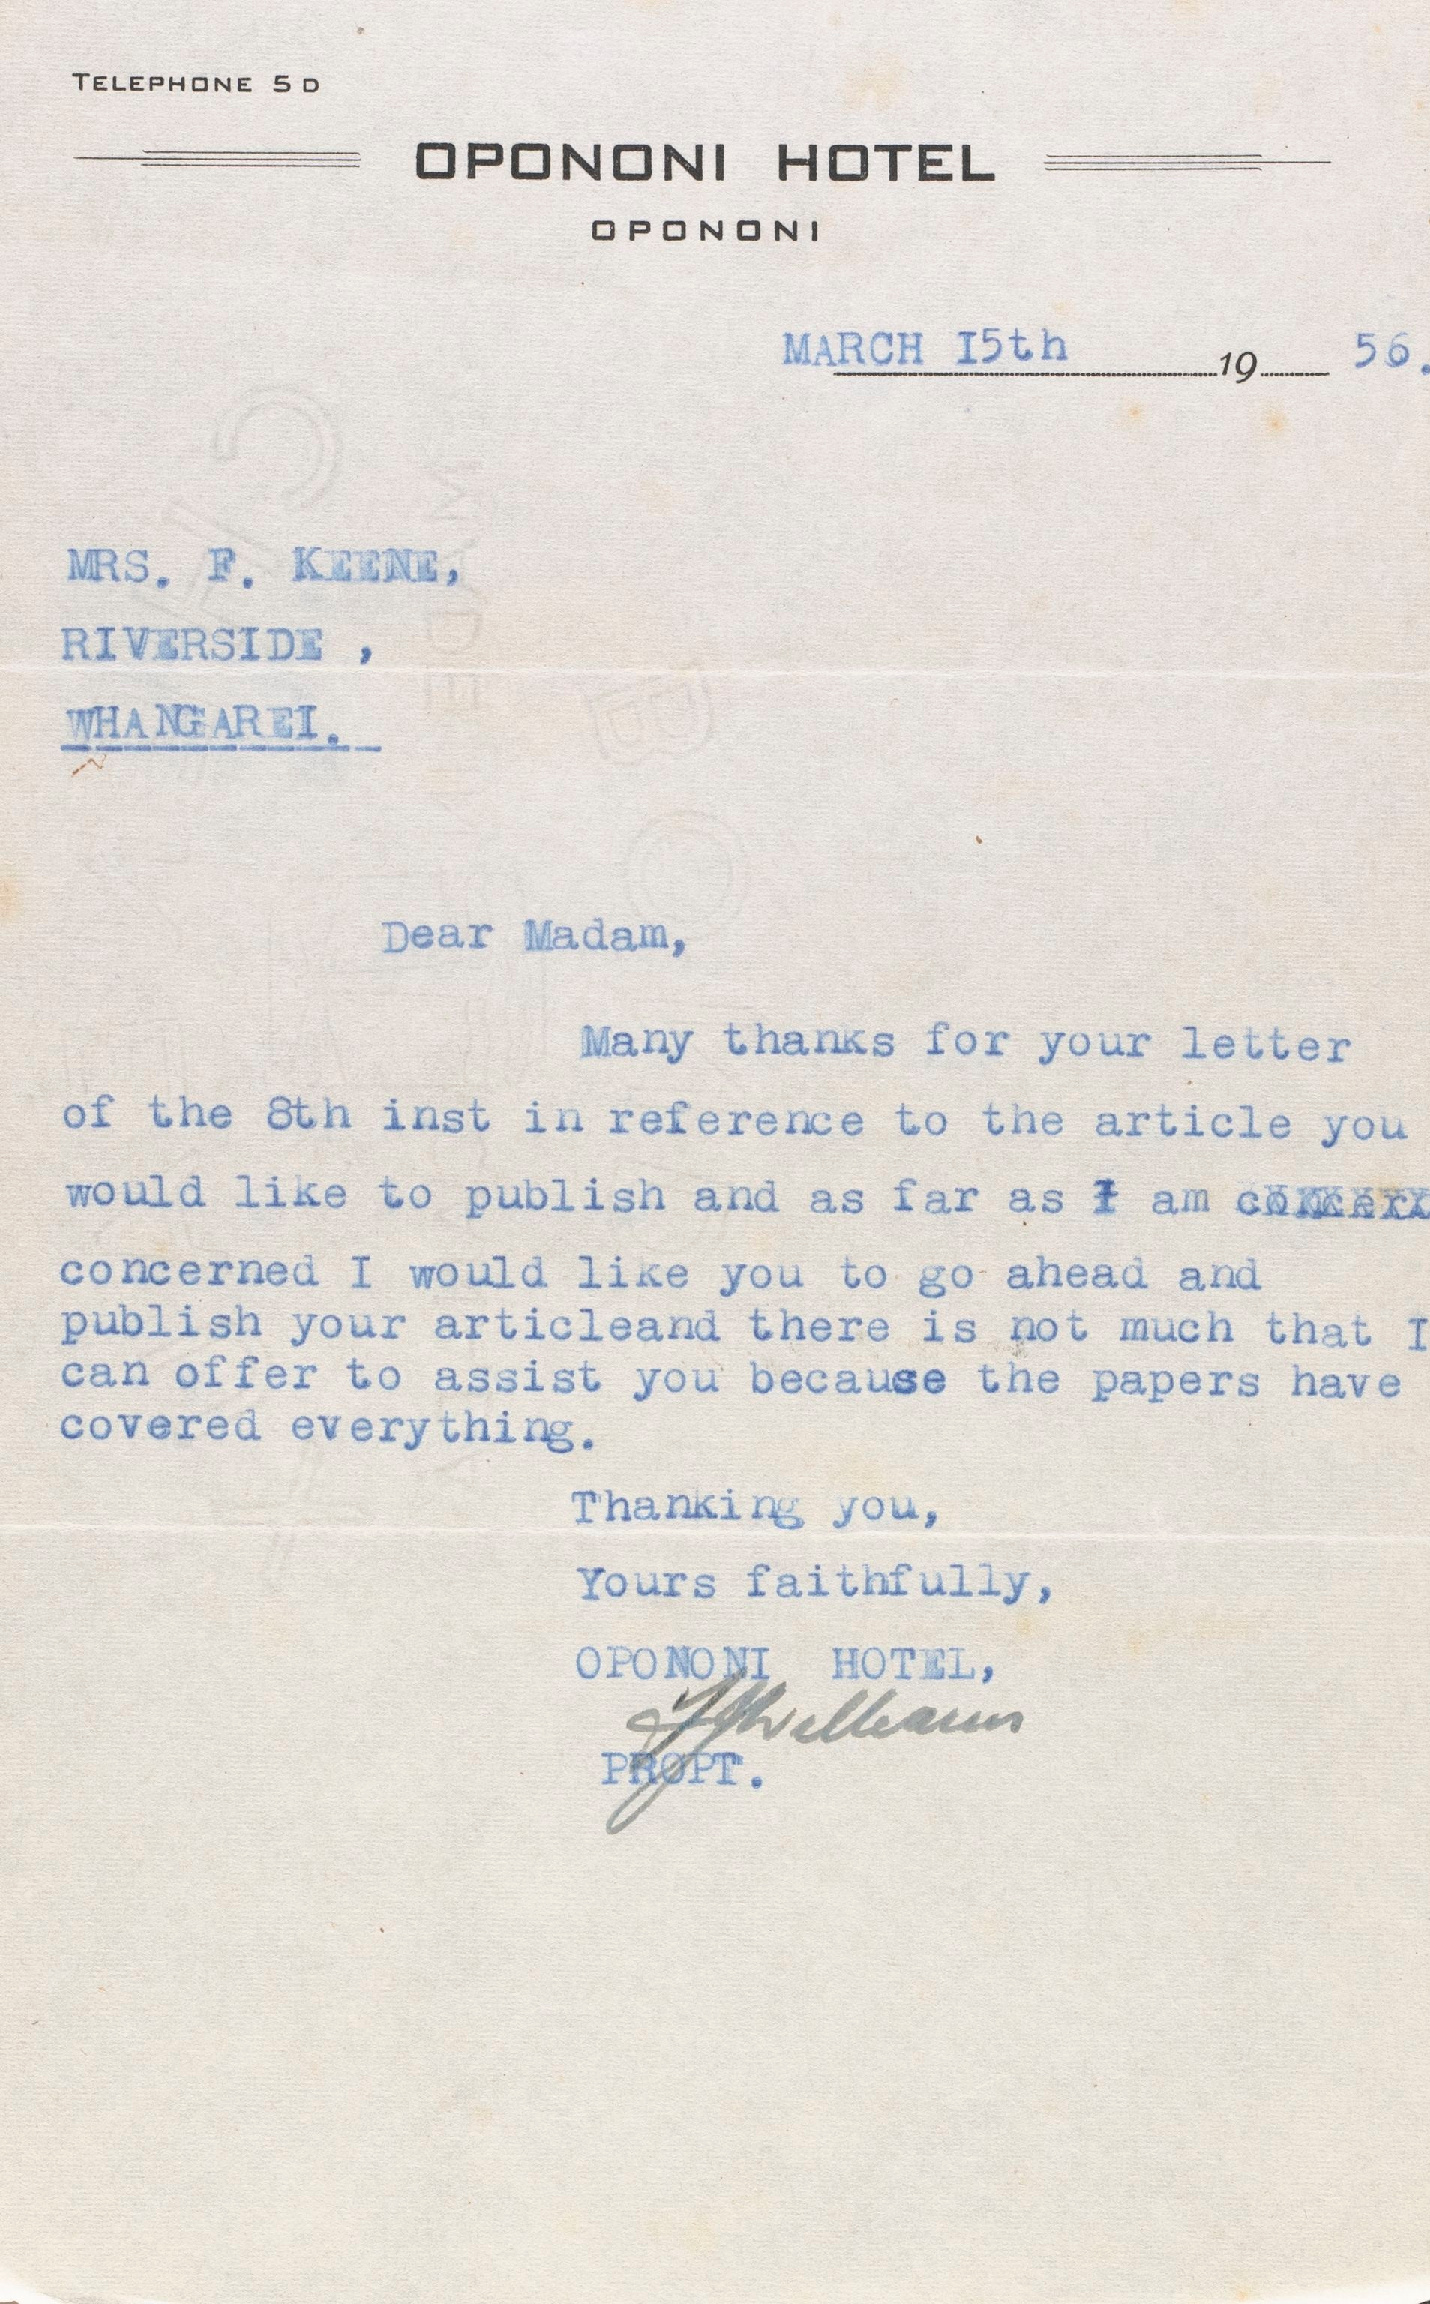 TELEPHONE 5 D
OPONONI HOTEL
OPONONI
MARCH I5th 19 56.
MRS. F. KEENE,
RIVERSIDE ,
WHANGAREI.
Dear Madam,
Many thanks for your letter
of the 8th inst in reference to the article you
would like to publish and as far as I am
concerned I would like you to go ahead and
publish your articleand there is not much that I
can offer to assist you because the papers have
covered everything.
Thanking you,
Yours faithfully,
OPONONI HOTEL,
Williams
PROPT.